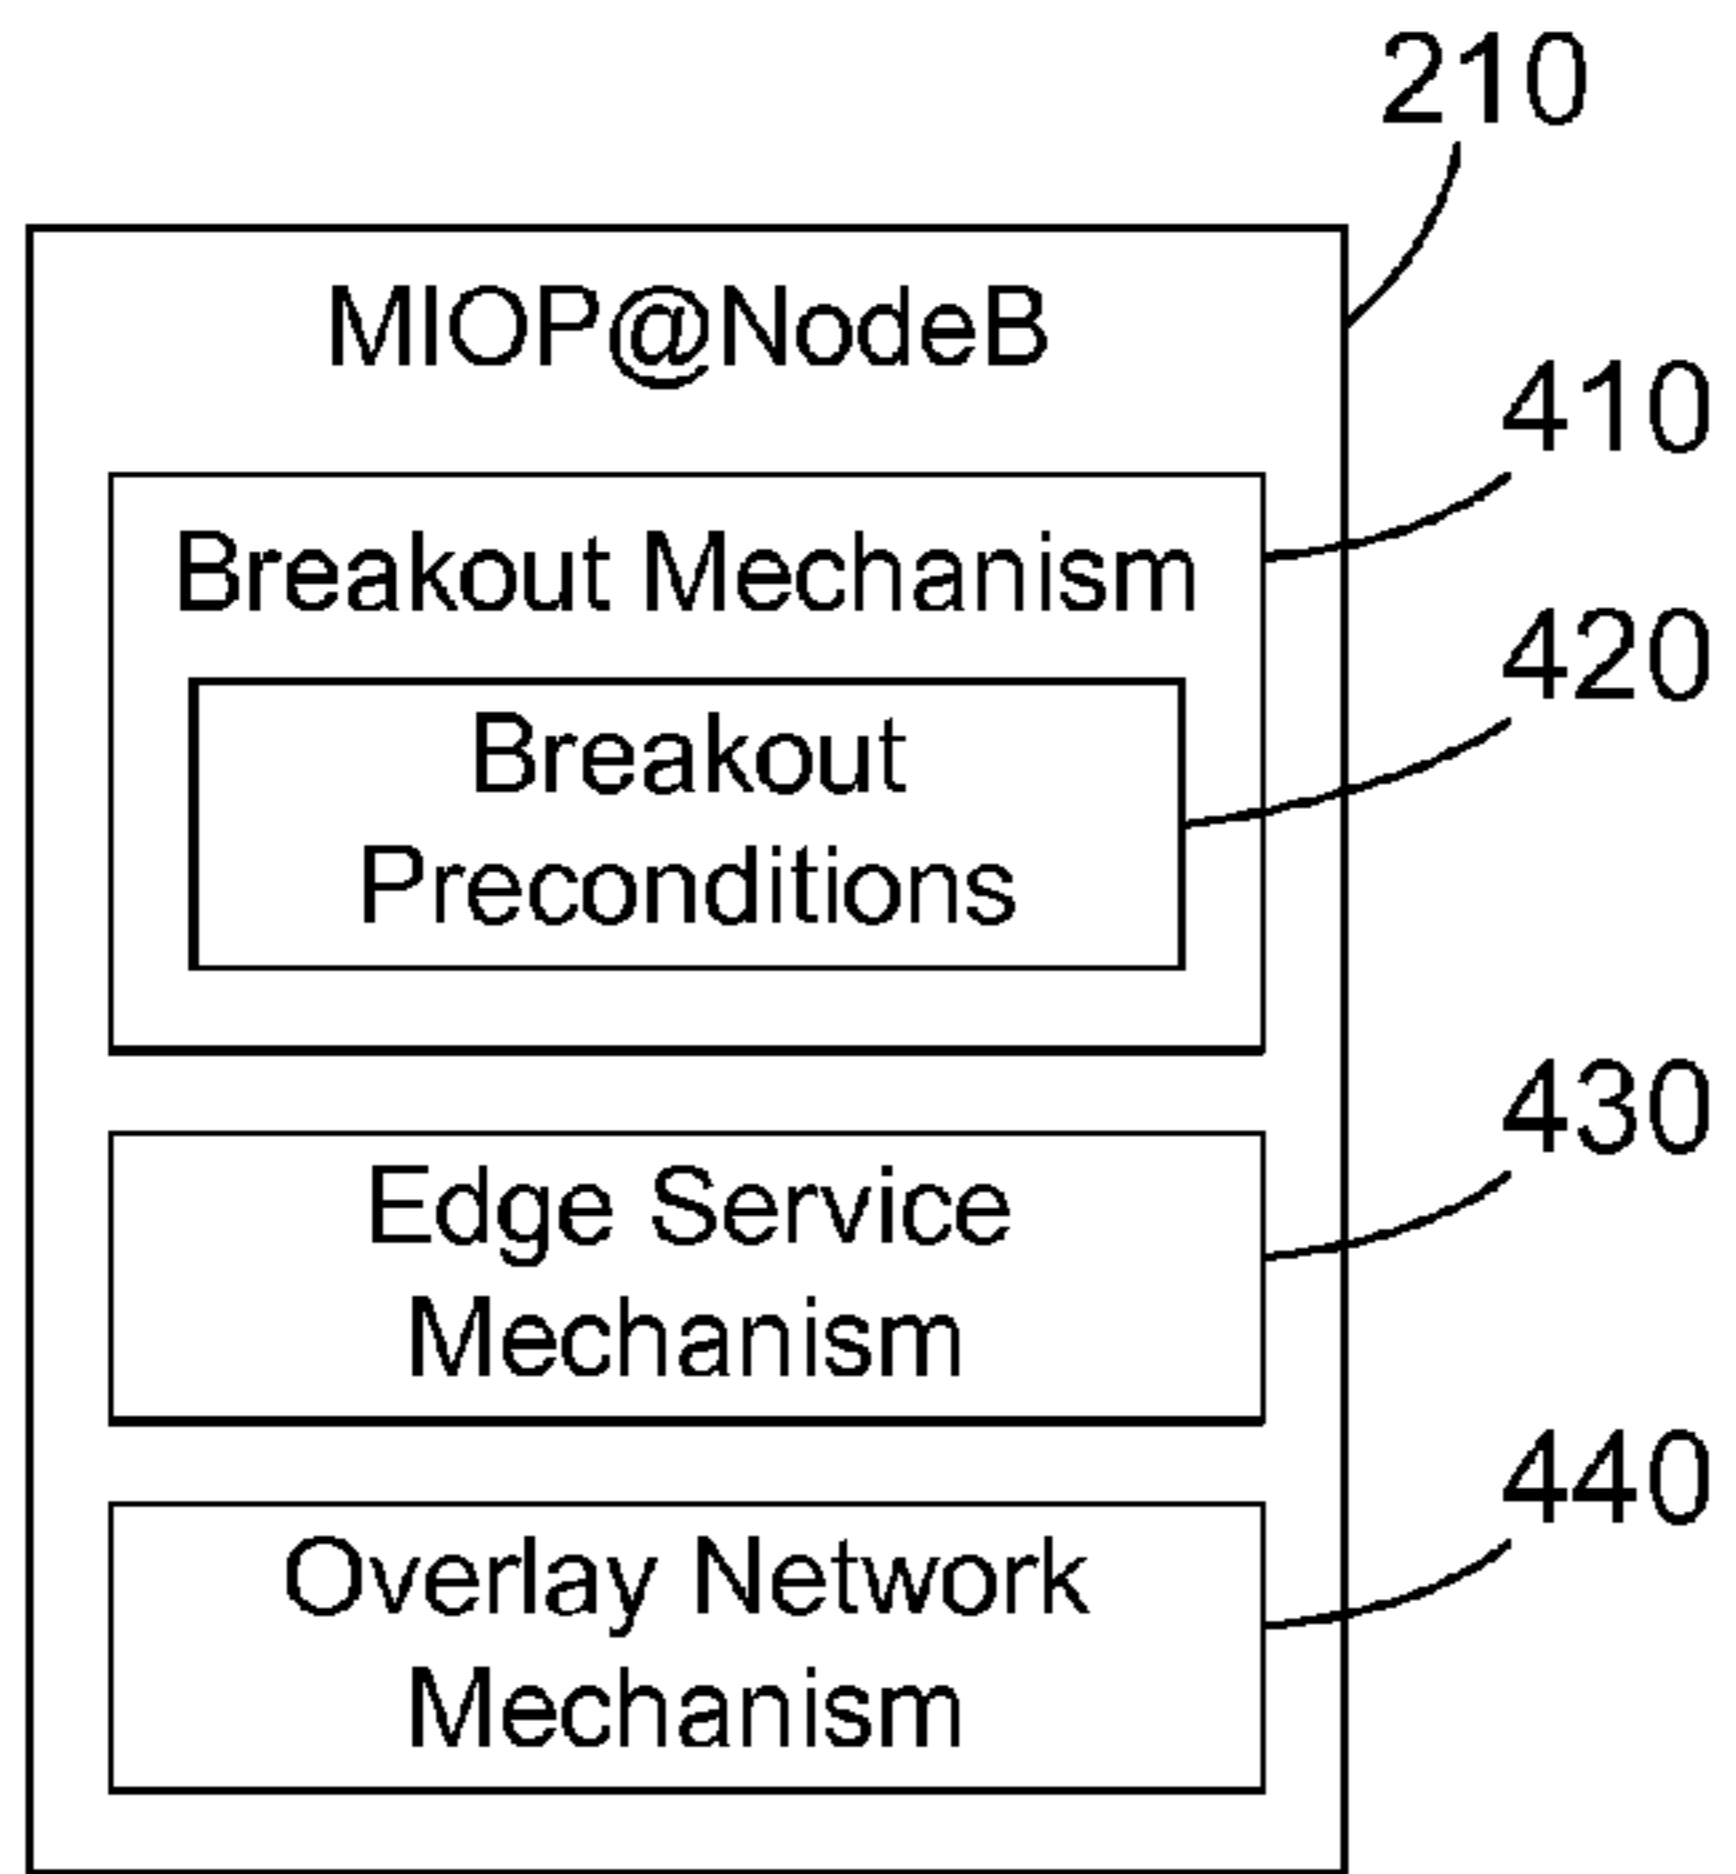 210
MIOP@NodeB
410
Breakout Mechanism
420
Breakout
Preconditions
430
Edge Service
Mechanism
440
Overlay Network
Mechanism